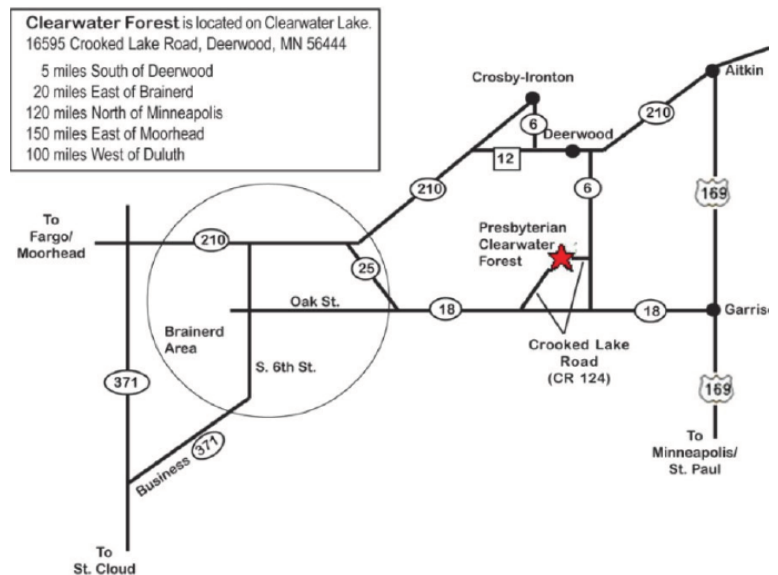 Clearwater Forest is located on Clearwater Lake.
16595 Crooked Lake Road, Deerwood, MN 56444
5 miles South of Deerwood
20 miles East of Brainerd
120 miles North of Minneapolis
150 miles East of Moorhead
100 miles West of Duluth
Aitkin
Crosby-Ironton
210
6
Deerwood
12
210
6
169
To
Fargo/
Moorhead
210
Presbyterian
Clearwater
Forest
25
Oak St.
18
18
Garriso
Brainerd
Area
Crooked Lake
Road
(CR 124)
S. 6th St.
371
169
To
Minneapolis/
St. Paul
Business 371
To
St. Cloud